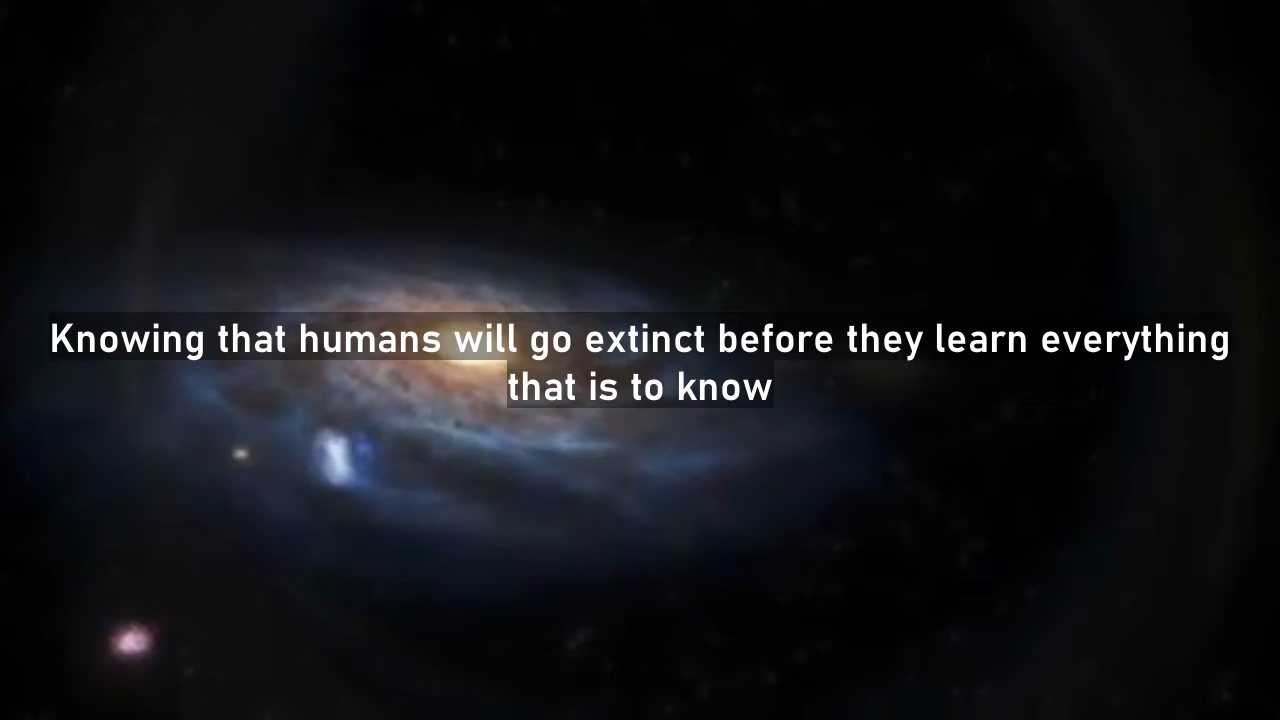 Knowing that humans will go extinct before they learn everything
that is to know